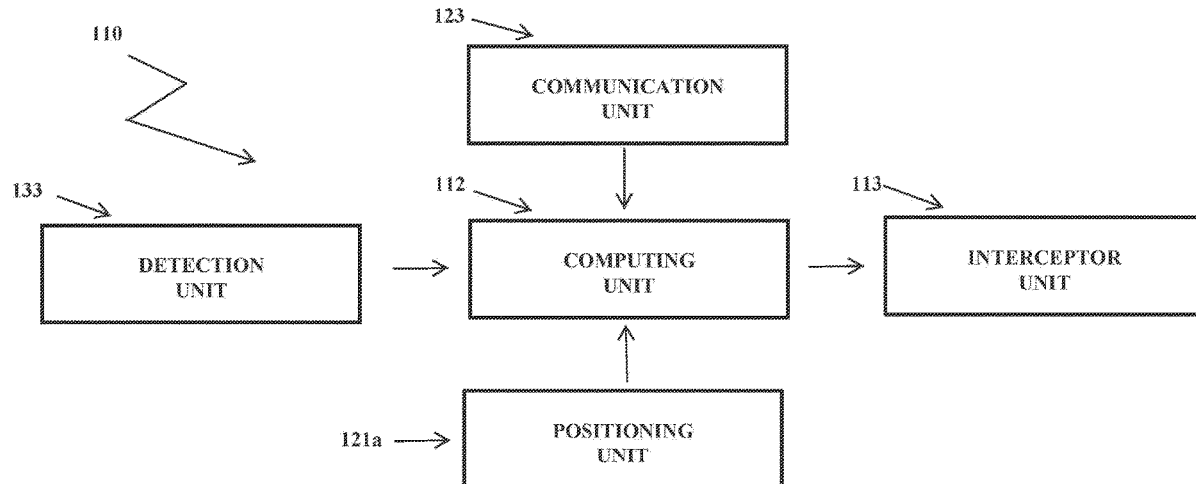 110
123
COMMUNICATION
UNIT
133
DETECTION
UNIT
112
COMPUTING
UNIT
113
INTERCEPTOR
UNIT
121a
POSITIONING
UNIT